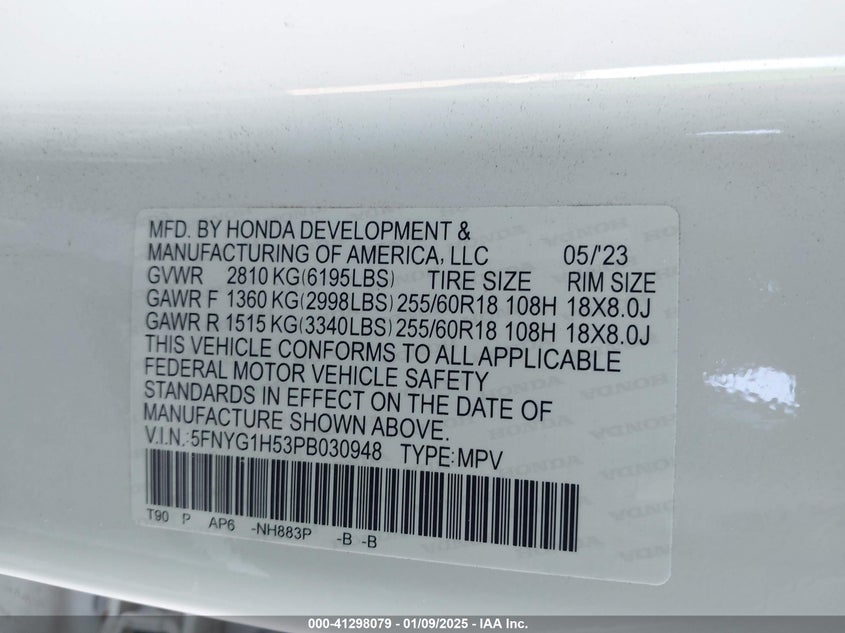 MFD. BY HONDA DEVELOPMENT &
MANUFACTURING OF AMERICA, LLC 05/'23
GVWR 2810 KG(6195LBS) TIRE SIZE RIM SIZE
GAWR F 1360 KG(2998LBS) 255/60R18 108H 18X8.0J
GAWR R 1515 KG(3340LBS) 255/60R18 108H 18X8.0J
THIS VEHICLE CONFORMS TO ALL APPLICABLE
FEDERAL MOTOR VEHICLE SAFETY
STANDARDS IN EFFECT ON THE DATE OF
MANUFACTURE SHOWN ABOVE.
V.I.N.:5FNYG1H53PB030948 TYPE:MPV
T90 P AP6 -NH883P -B -B
000-41298079 - 01/09/2025 - IAA Inc.